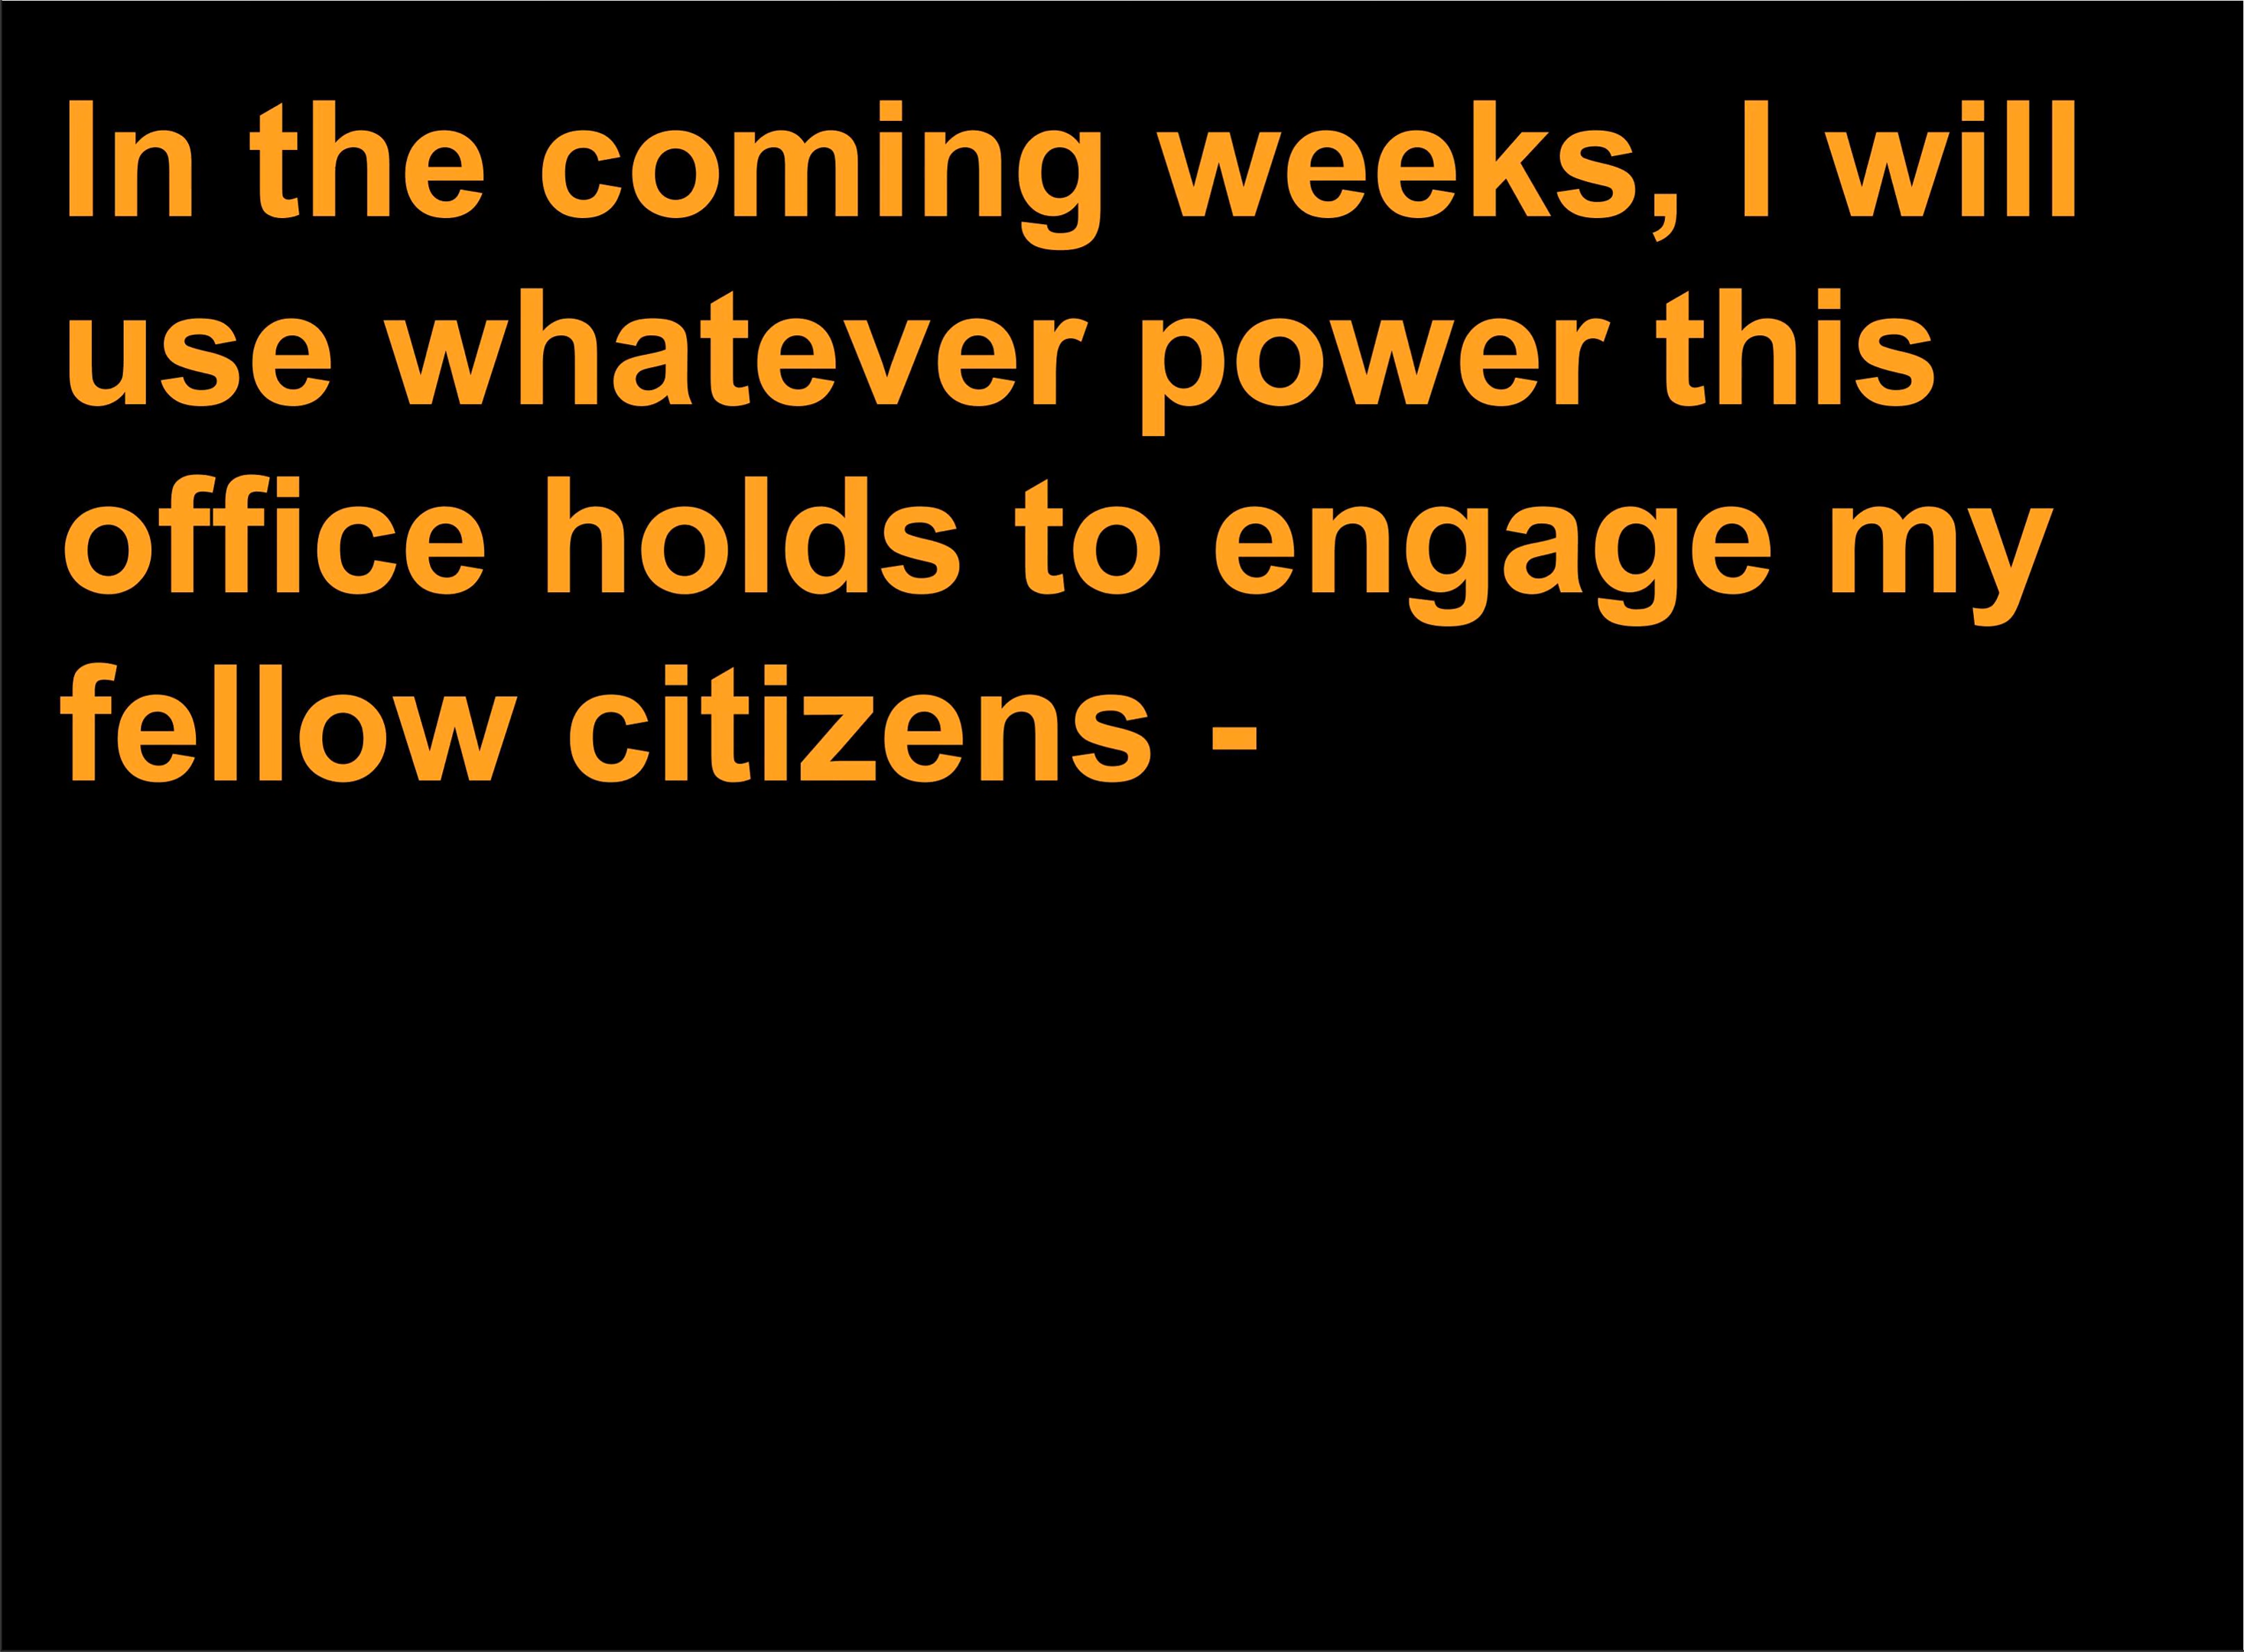 In the coming weeks, I will
use whatever power this
office holds to engage my
fellow citizens -